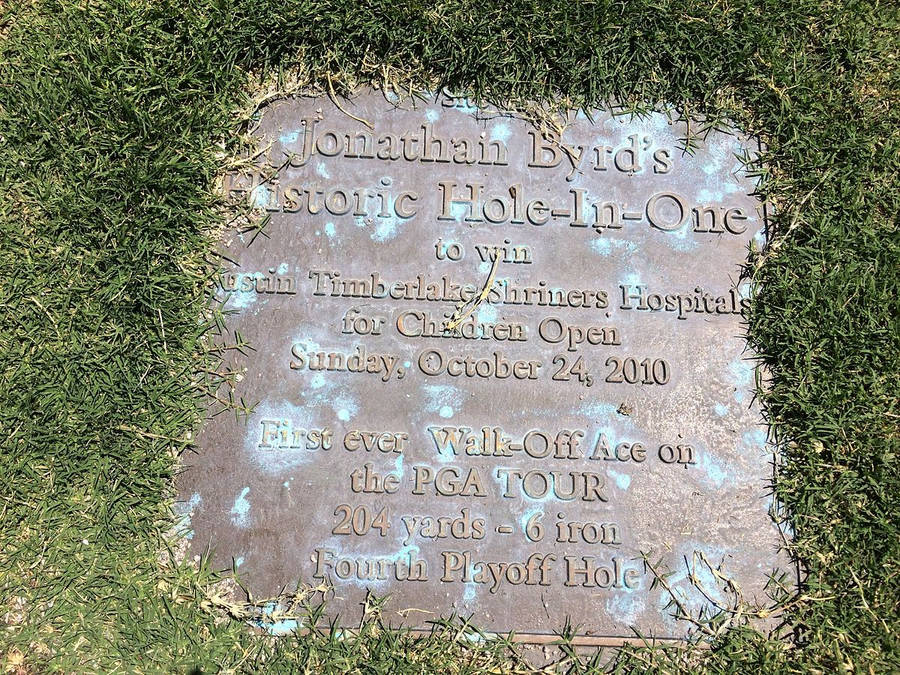 Jonathan Byrd's
Historic Hole-In-One
to win
ustin Timberlake Shriners Hospitals
for Children Open
Sunday, October 24, 2010
First ever Walk-Off Ace on
the PGA TOUR
204 yards - 6 iron
Fourth Playoff Hole